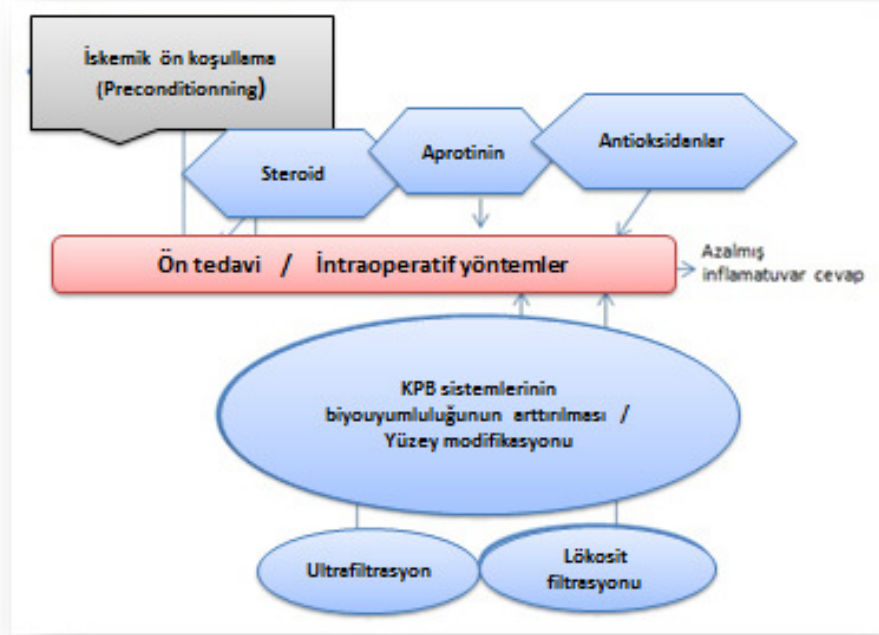 İskemik ön koşullama
(Preconditionning)
Steroid
Aprotinin
Antioksidanlar
Ön tedavi / İntraoperatif yöntemler
Azalmış
inflamatuvar cevap
KPB sistemlerinin
biyouyumluluğunun arttırılması /
Yüzey modifikasyonu
Ultrafiltrasyon
Lökosit
filtrasyonu